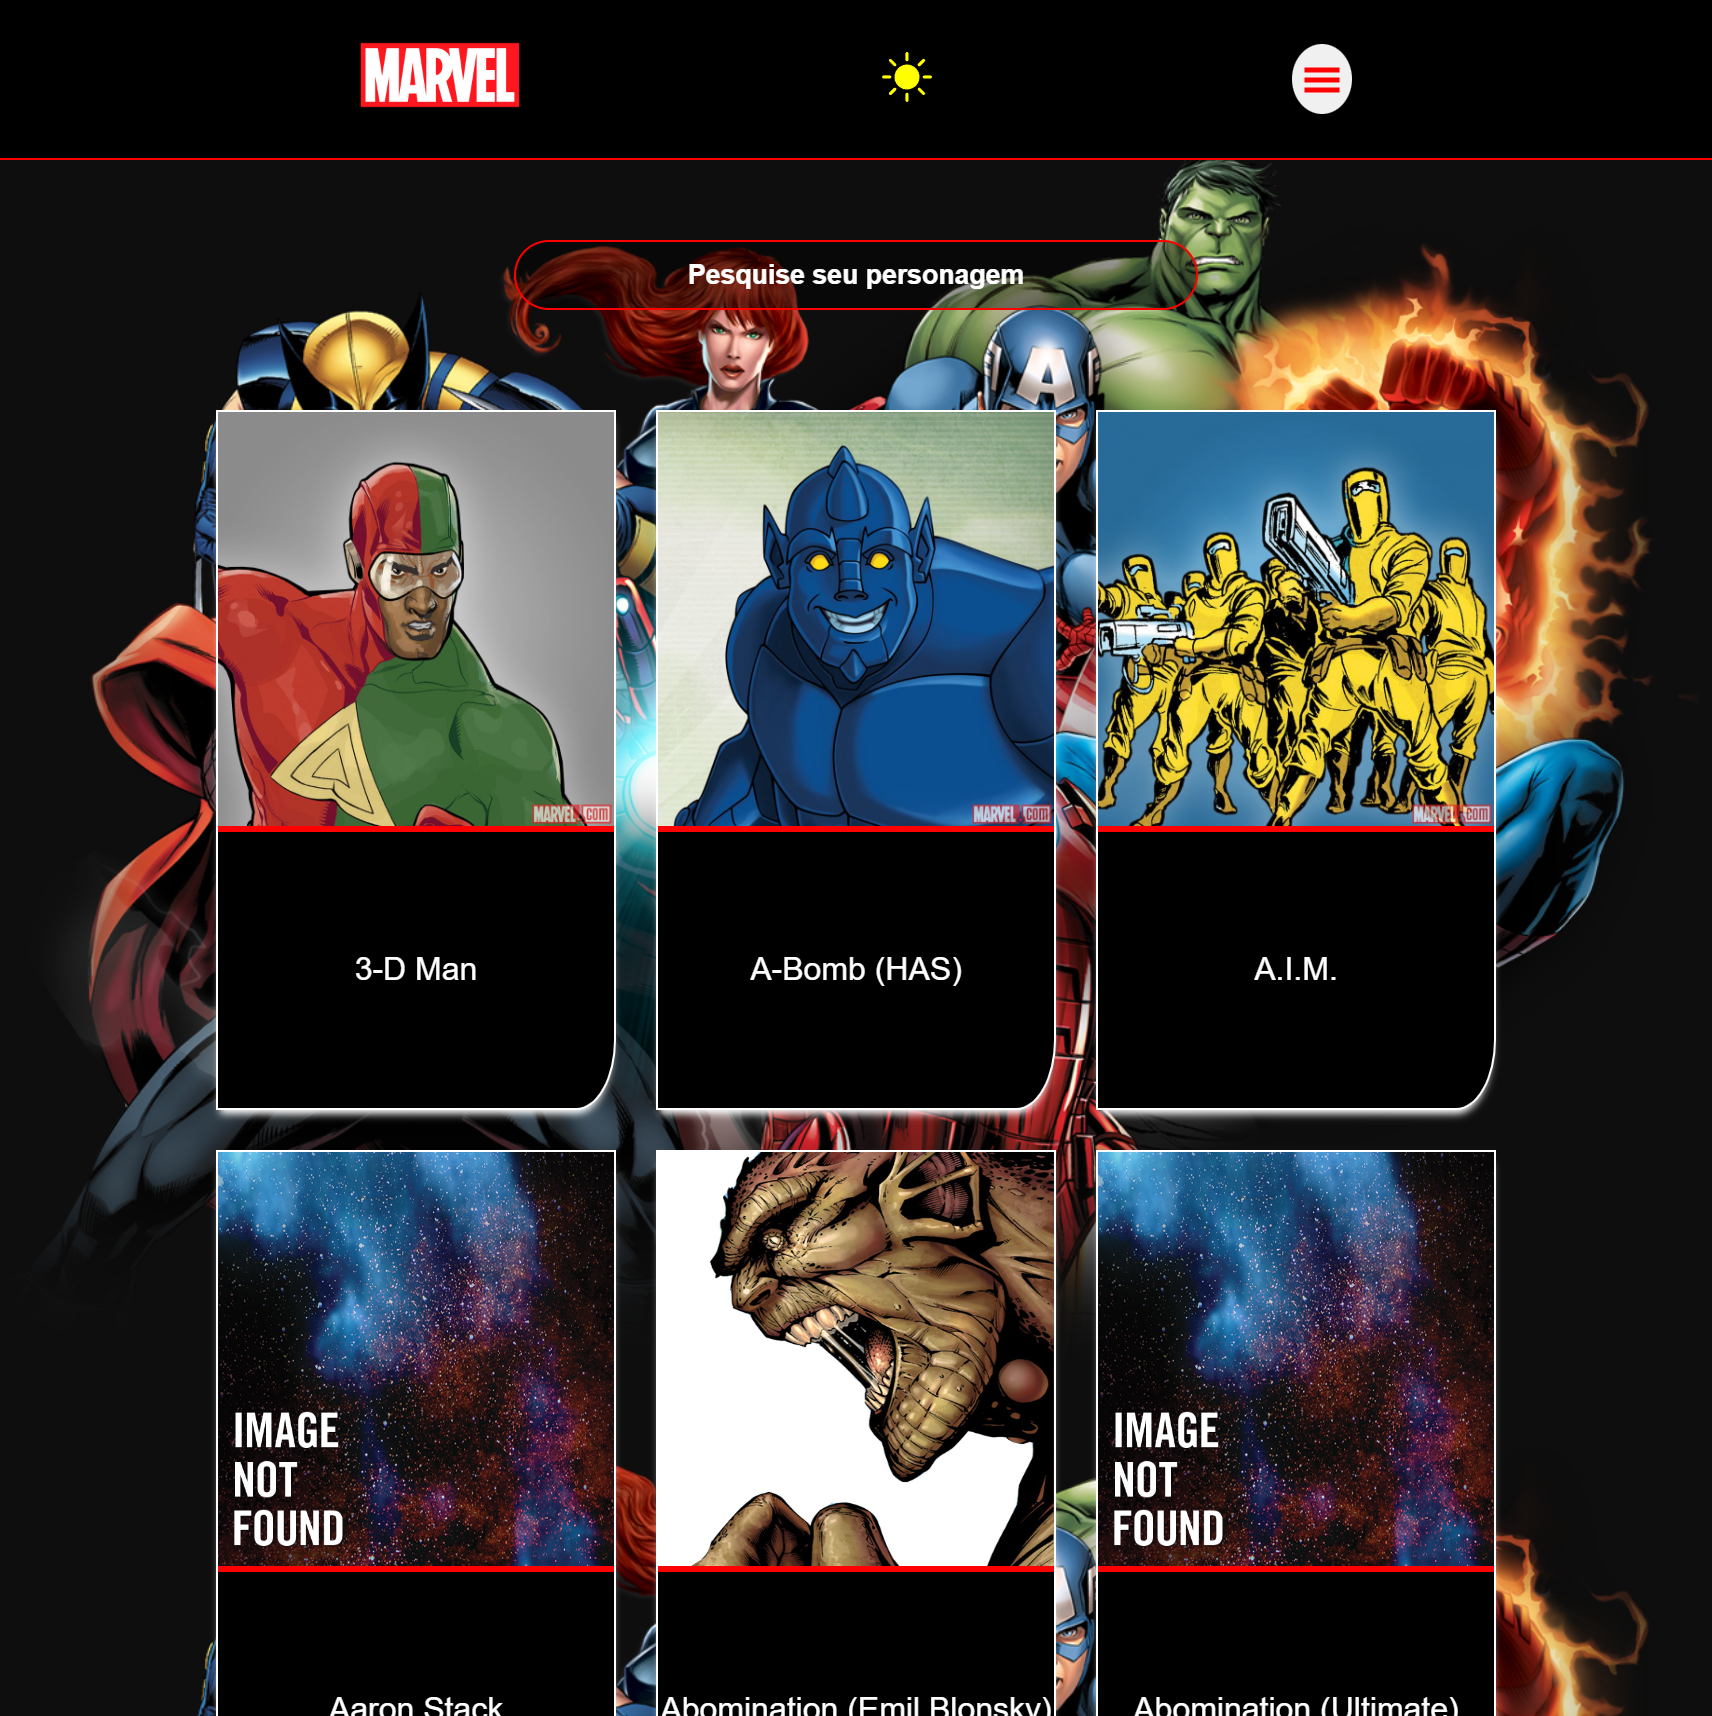 MARVEL
Pesquise seu personagem
A
MARVEL.com
MARVEL.com
MARVEL.com
3-D Man
A-Bomb (HAS)
A.I.M.
IMAGE
NOT
FOUND
IMAGE
NOT
FOUND
Aaron Stack
Abomination (Emil Blonsky)
Abomination (Ultimate)